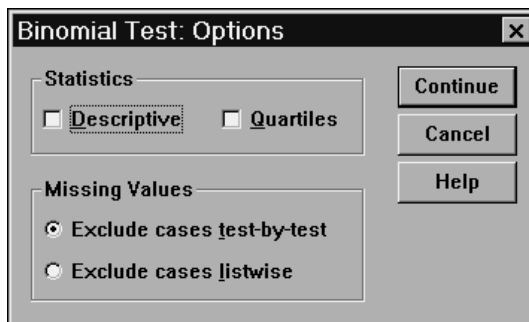 Binomial Test: Options
Statistics
Descriptive
Quartiles
Missing Values
Exclude cases test-by-test
Exclude cases listwise
Continue
Cancel
Help